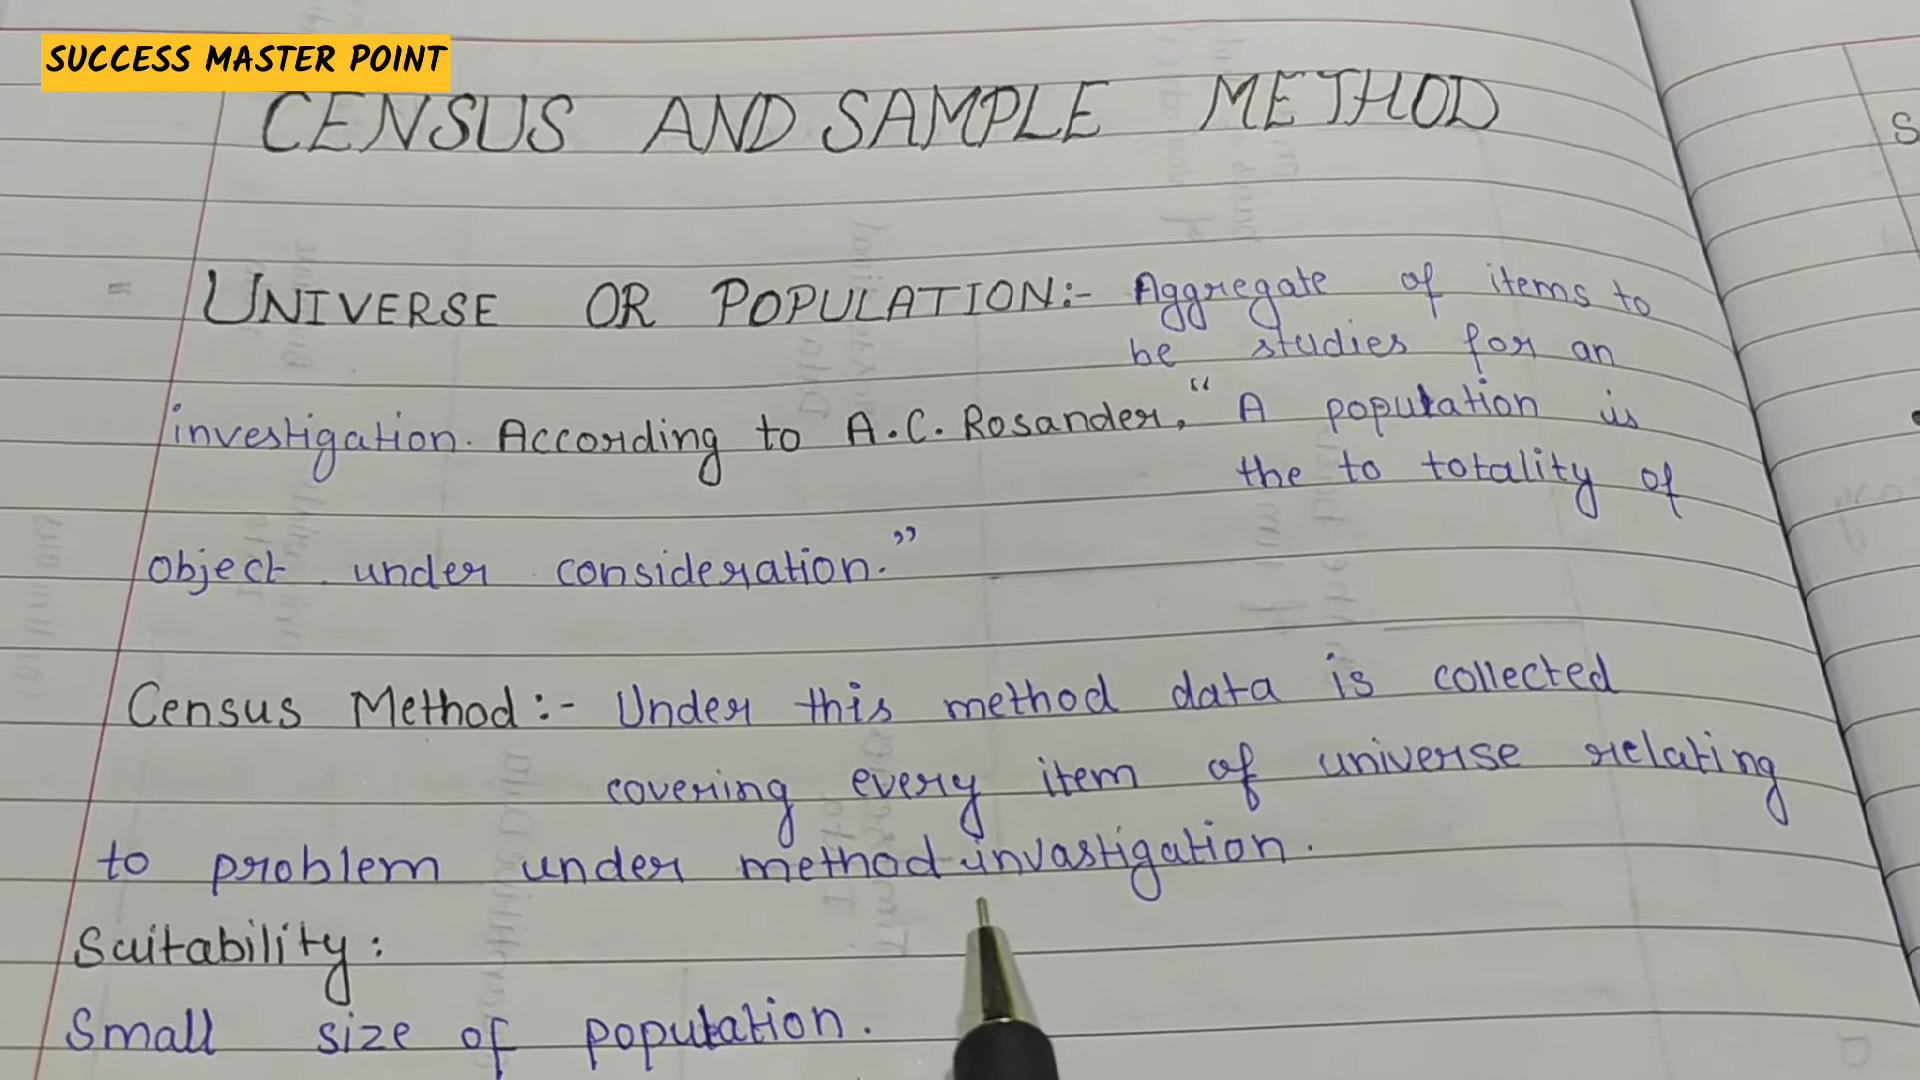 SUCCESS MASTER POINT
CENSUS AND SAMPLE METHOD
UNIVERSE OR POPULATION:- Aggregate of items to
be studies for an
investigation. According to A.C. Rosander, "A population is
the to totality of
object under consideration."
Census Method:- Under this method data is collected
covering every item of universe relating
to problem under method invastigation.
Suitability:
Small size of population.